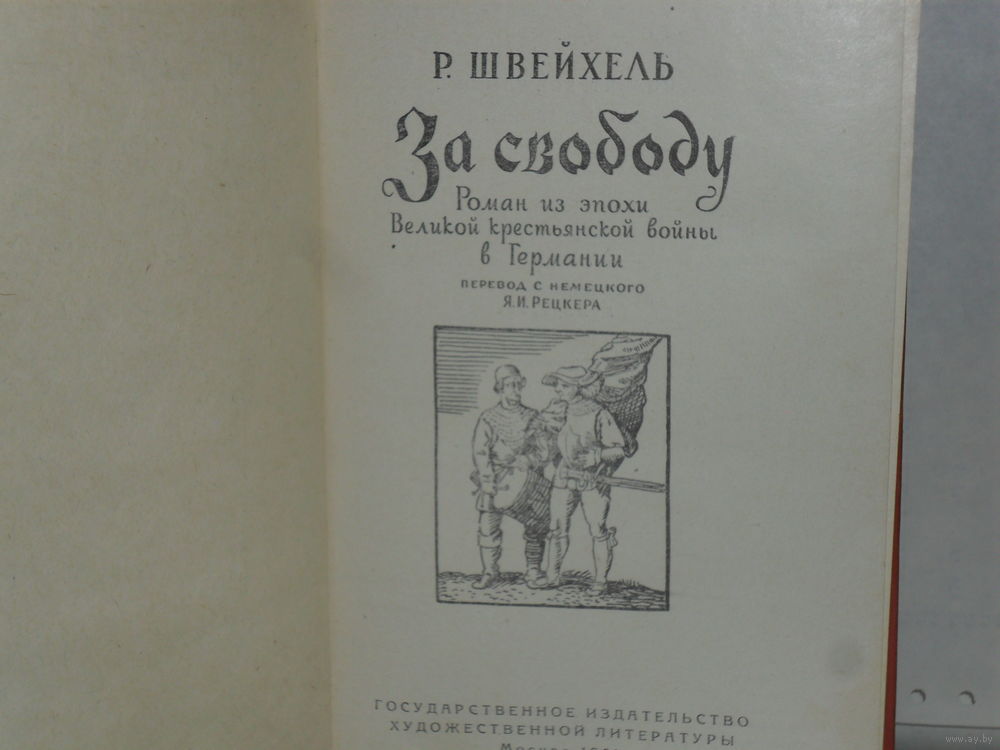 Р. ШВЕЙХЕЛЬ
За свободу
Роман из эпохи
Великой крестьянской войны
в Германии
ПЕРЕВОД С НЕМЕЦКОГО
Я.И. РЕЦКЕРА
ГОСУДАРСТВЕННОЕ ИЗДАТЕЛЬСТВО
ХУДОЖЕСТВЕННОЙ ЛИТЕРАТУРЫ
Москва
www.ay.by